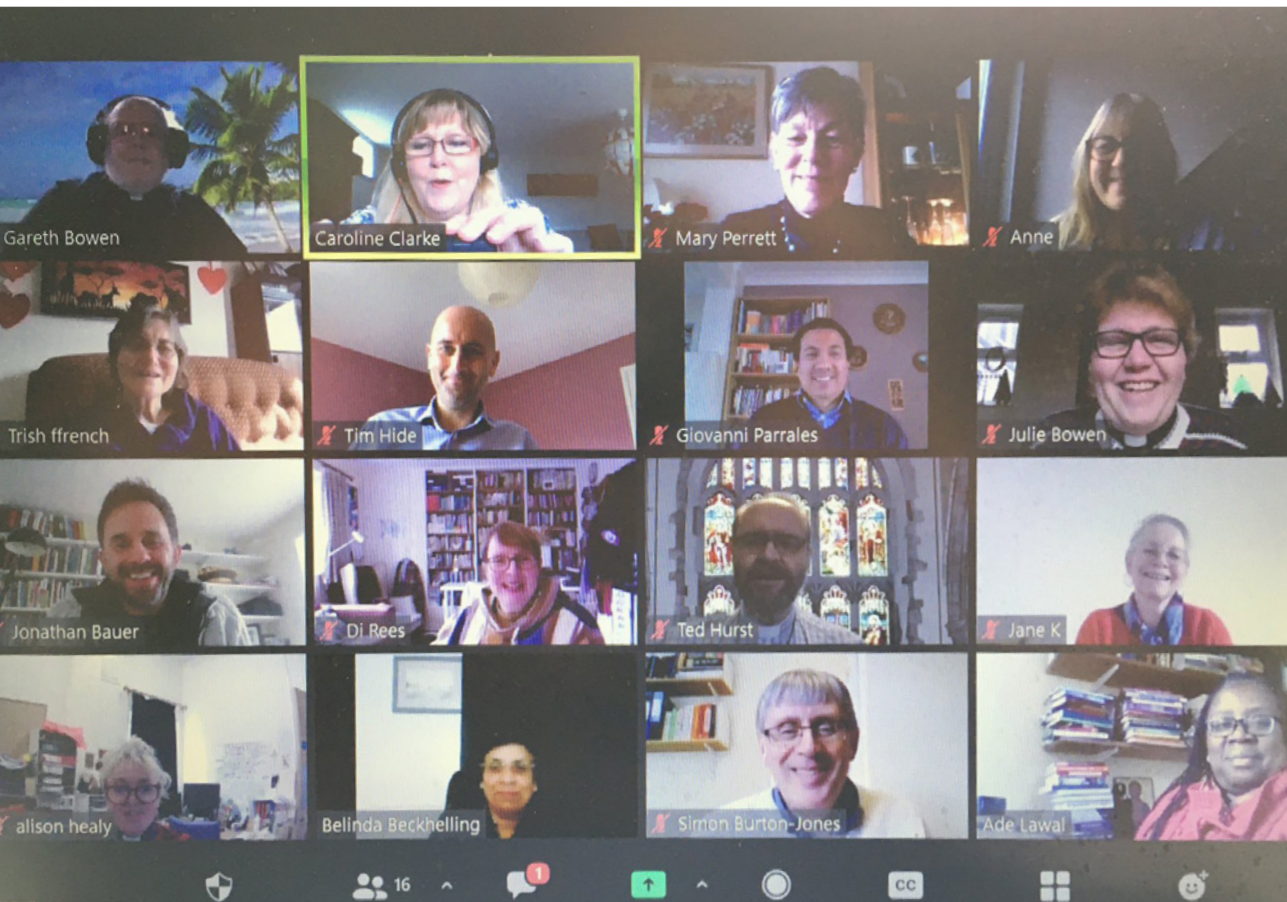 Gareth Bowen
Caroline Clarke
Mary Perrett
Anne
Trish ffrench
Tim Hide
Giovanni Parrales
Julie Bowen
Jonathan Bauer
Di Rees
Ted Hurst
Jane K
alison healy
Belinda Beckhelling
Simon Burton-Jones
Ade Lawal
16
1
CC